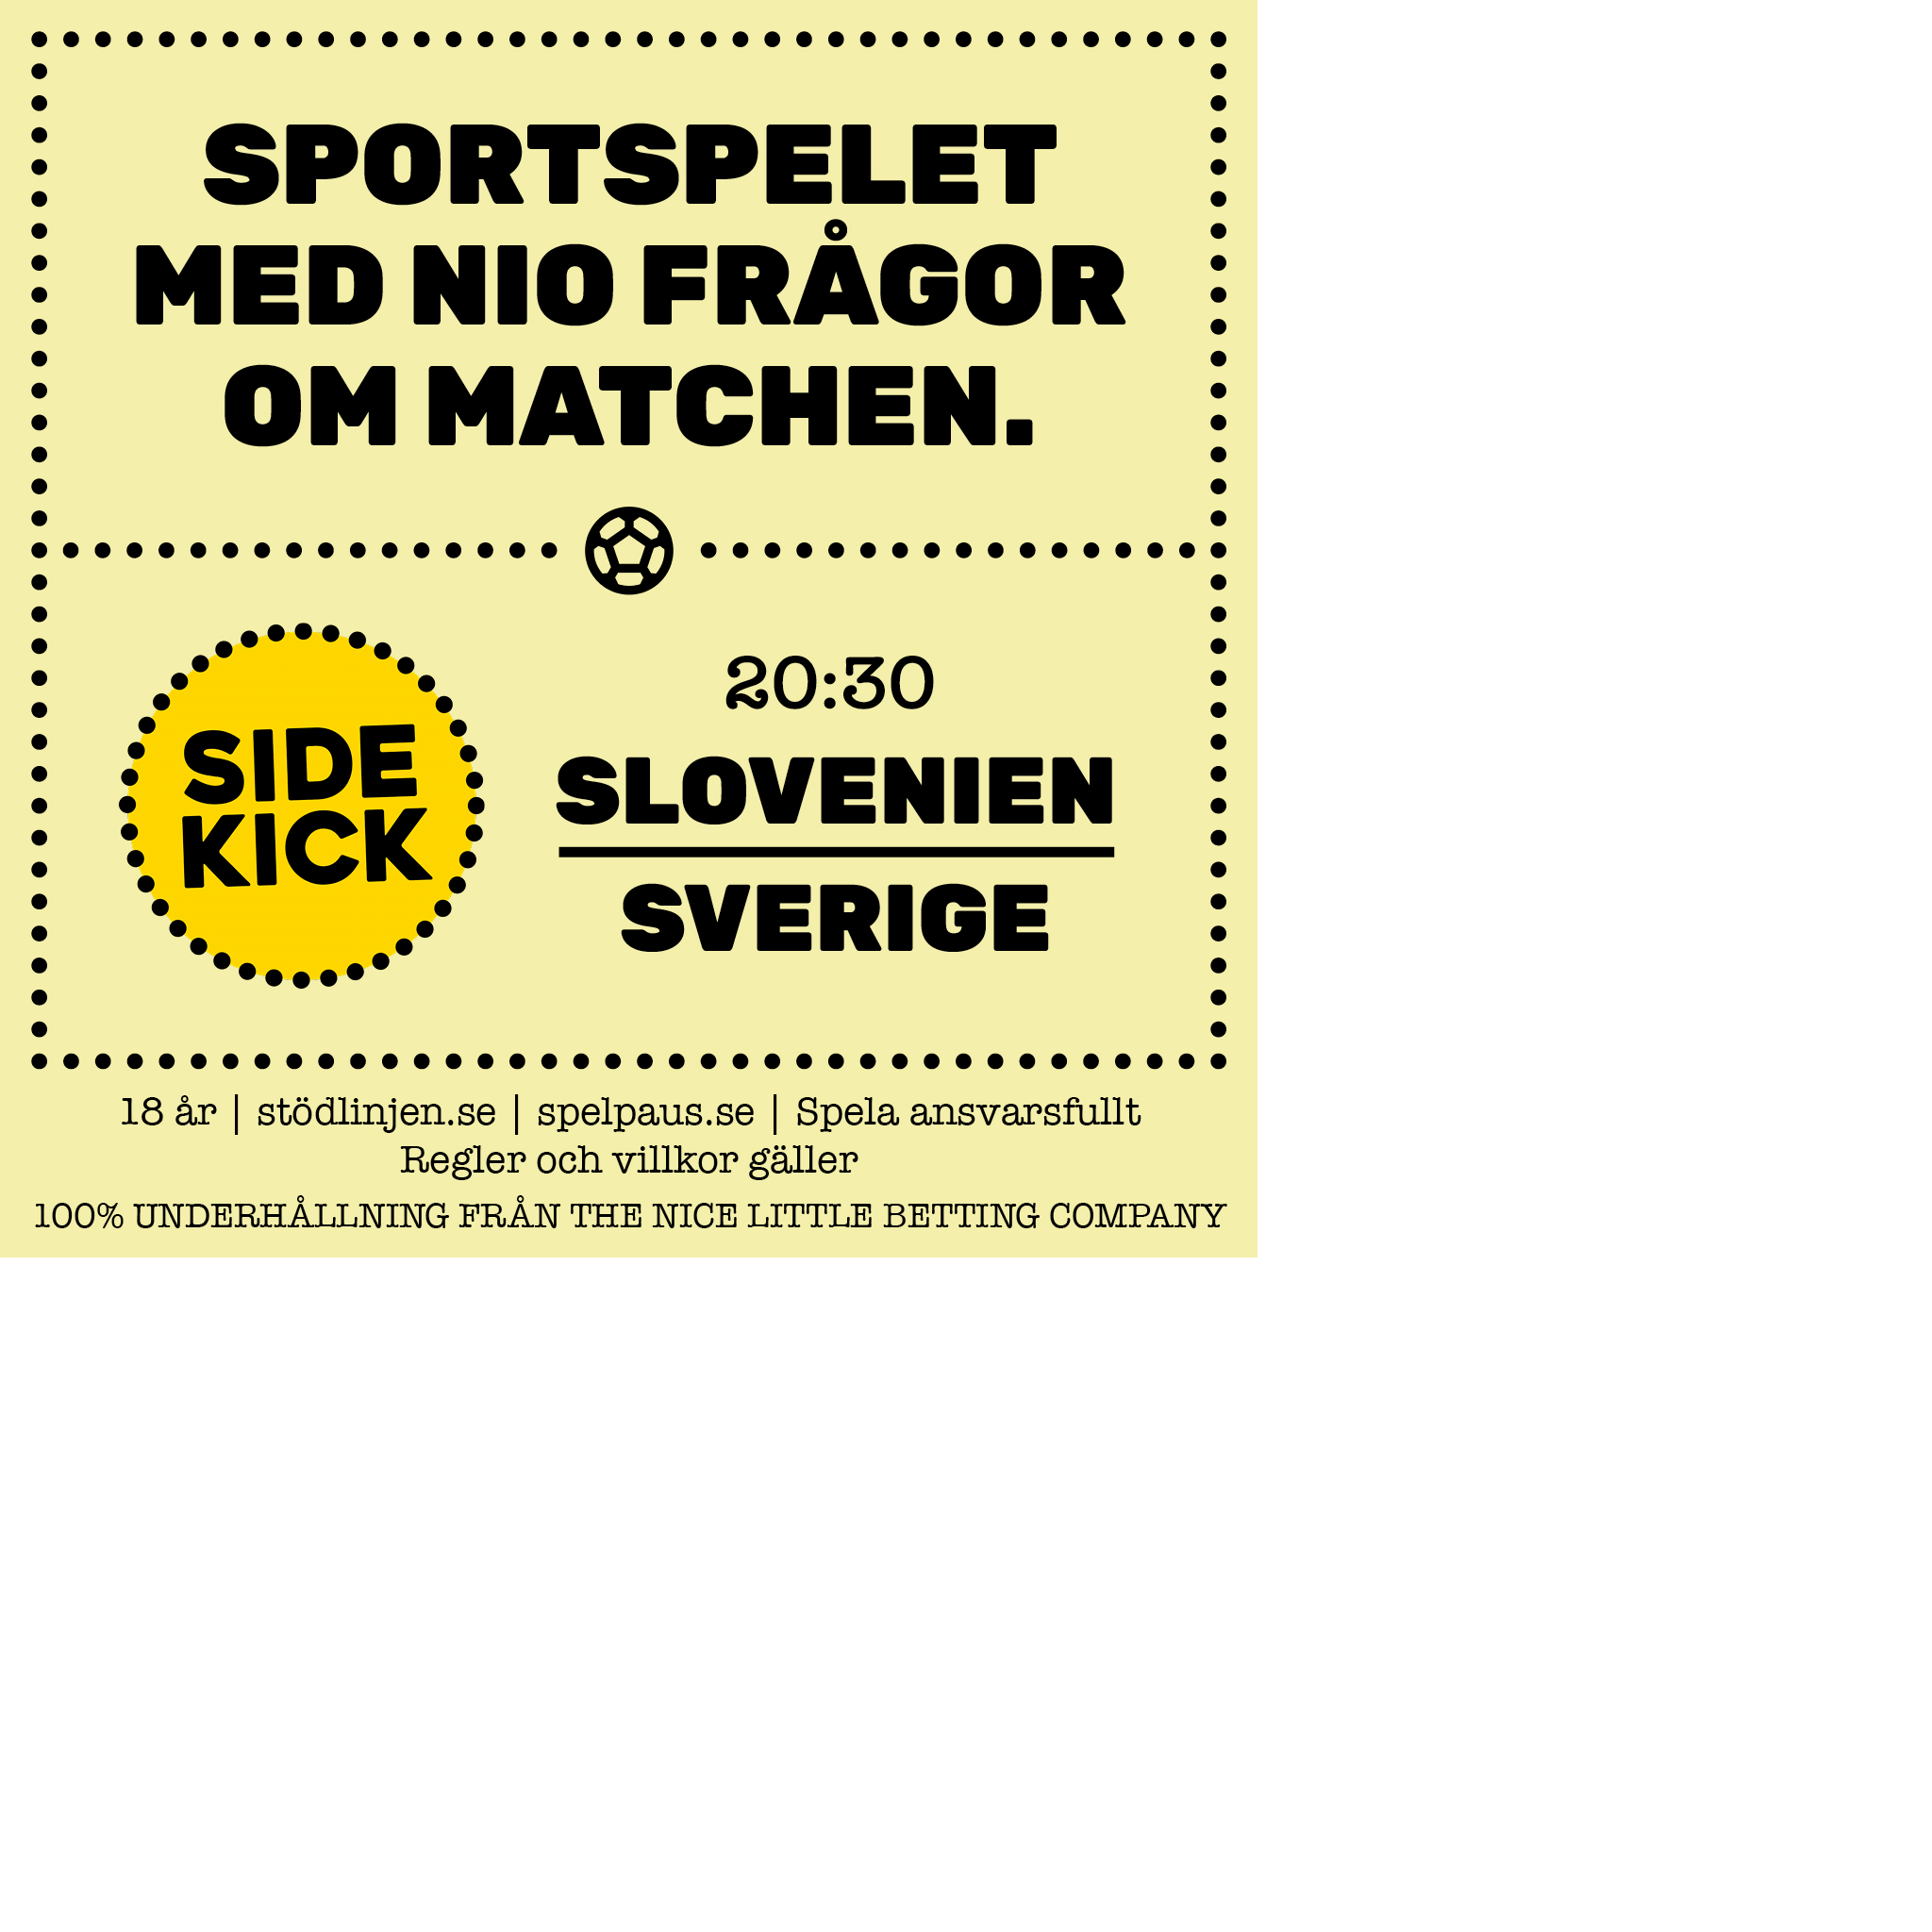 SPORTSPELET
MED NIO FRÅGOR
OM MATCHEN.
SIDE
KICK
20:30
SLOVENIEN
SVERIGE
18 år | stödlinjen.se | spelpaus.se | Spela ansvarsfullt
Regler och villkor gäller
100% UNDERHÅLLNING FRÅN THE NICE LITTLE BETTING COMPANY